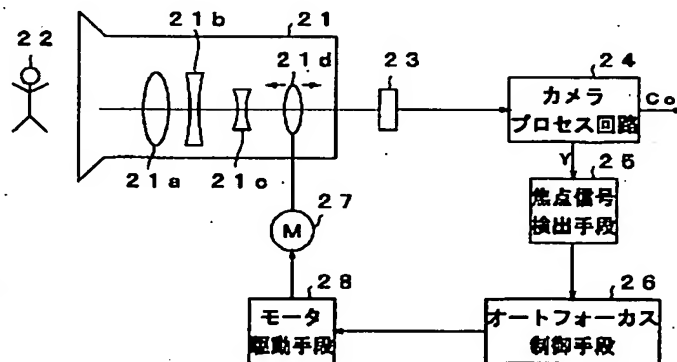 22
21b
21
21d
23
24
カメラ
プロセス回路
Co
21a
21c
Y
25
焦点信号
検出手段
27
M
28
モータ
駆動手段
26
オートフォーカス
制御手段